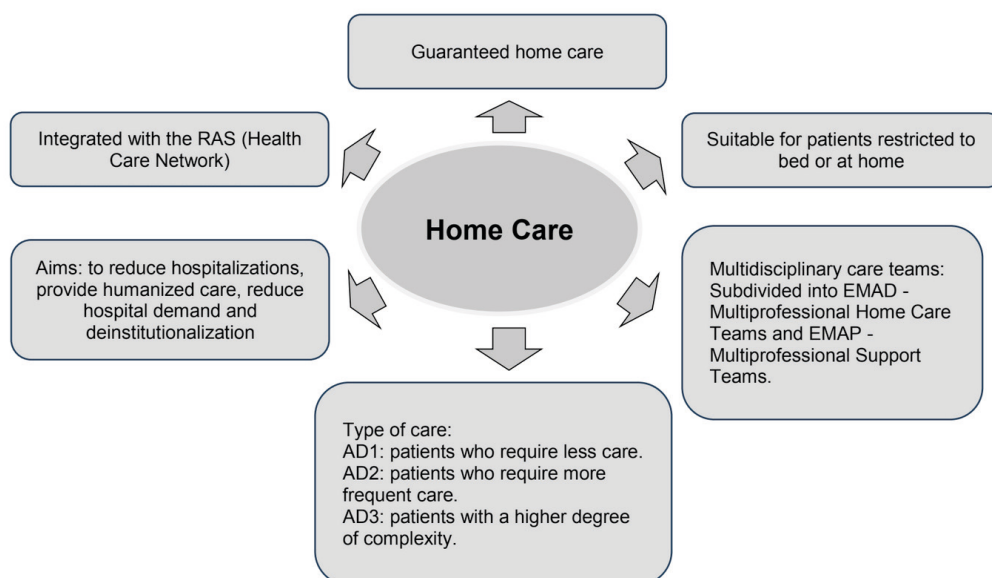 Guaranteed home care
Integrated with the RAS (Health
Care Network)
Suitable for patients restricted to
bed or at home
Home Care
Aims: to reduce hospitalizations,
provide humanized care, reduce
hospital demand and
deinstitutionalization
Multidisciplinary care teams:
Subdivided into EMAD -
Multiprofessional Home Care
Teams and EMAP -
Multiprofessional Support
Teams.
Type of care:
AD1: patients who require less care.
AD2: patients who require more
frequent care.
AD3: patients with a higher degree
of complexity.